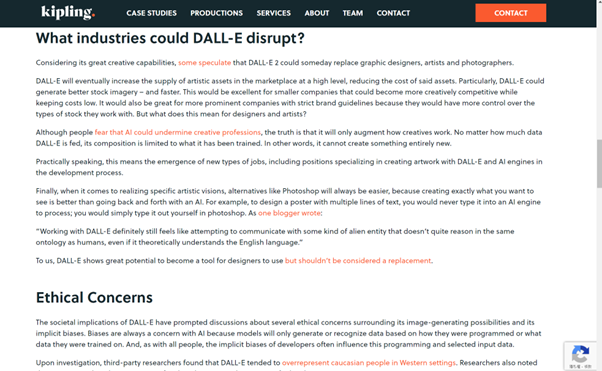 kipling.
CASE STUDIES PRODUCTIONS SERVICES ABOUT TEAM CONTACT CONTACT
What industries could DALL-E disrupt?
Considering its great creative capabilities, some speculate that DALL-E 2 could someday replace graphic designers, artists and photographers.
DALL-E will eventually increase the supply of artistic assets in the marketplace at a high level, reducing the cost of said assets. Particularly, DALL-E could
generate better stock imagery – and faster. This would be excellent for smaller companies that could become more creatively competitive while
keeping costs low. It would also be great for more prominent companies with strict brand guidelines because they would have more control over the
types of stock they work with. But what does this mean for designers and artists?
Although people fear that AI could undermine creative professionals, the truth is that it will only augment how creatives work. No matter how much data
DALL-E is fed, its composition is limited to what it has been trained. In other words, it cannot create something entirely new.
Practically speaking, this means the emergence of new types of jobs, including positions specializing in creating artwork with DALL-E and AI engines in
the development process.
Finally, when it comes to realizing specific artistic visions, alternatives like Photoshop will always be easier, because creating exactly what you want to
see is better than going back and forth with an AI. For example, to design a poster with multiple lines of text, you would never type it into an AI engine
to process; you would simply type it out yourself in photoshop. As one blogger wrote:
“Working with DALL-E definitely still feels like attempting to communicate with some kind of alien entity that doesn’t quite reason in the same
ontology as humans, even if it theoretically understands the English language.”
To us, DALL-E shows great potential to become a tool for designers to use but shouldn’t be considered a replacement.
Ethical Concerns
The societal implications of DALL-E have prompted discussions about several ethical concerns surrounding its image-generating possibilities and its
implicit biases. Biases are always a concern with AI because models will only generate or recognize data based on how they were programmed or what
data they were trained on. And, as with all people, the implicit biases of developers often influence this programming and selected input data.
Upon investigation, third-party researchers found that DALL-E tended to overrepresent caucasian people in Western settings. Researchers also noted